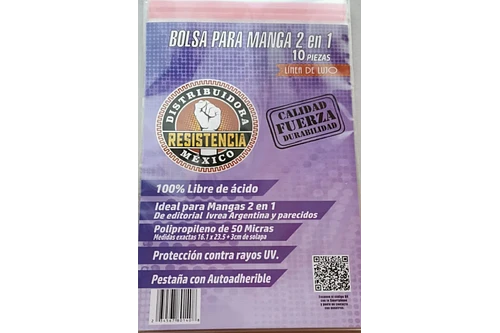 BOLSA PARA MANGA 2 en 1
10 PIEZAS
LÍNEA DE LUJO
DISTRIBUIDORA
RESISTENCIA
MÉXICO
CALIDAD
FUERZA
DURABILIDAD
100% Libre de ácido
Ideal para Mangas 2 en 1
De editorial Ivrea Argentina y parecidos
Polipropileno de 50 Micras
Medidas exactas 16.1 x 23.5 + 3cm de solapa
Protección contra rayos UV.
Pestaña con Autoadherible